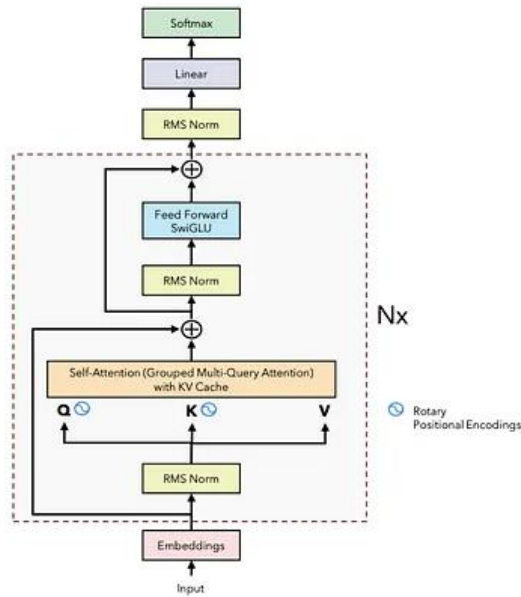 Softmax
Linear
RMS Norm
Feed Forward
SwiGLU
RMS Norm
Nx
Self-Attention (Grouped Multi-Query Attention)
with KV Cache
Q K V
Rotary
Positional Encodings
RMS Norm
Embeddings
Input